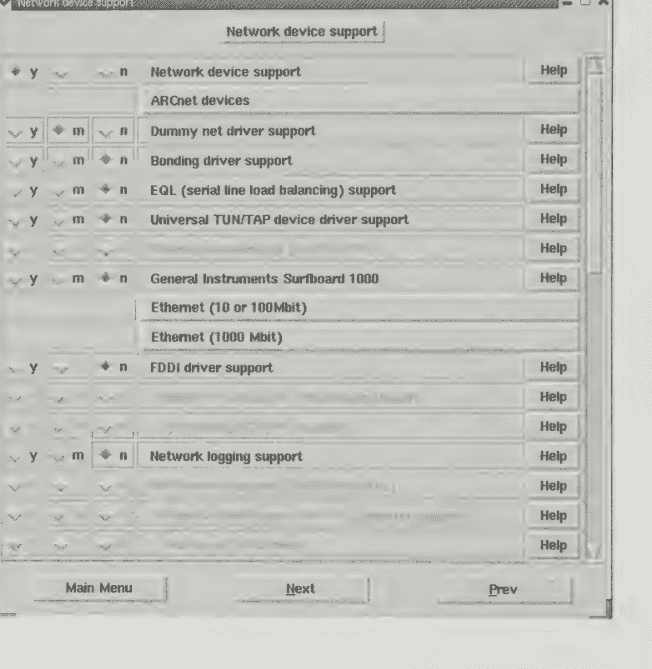 Network device support
Network device support
y n Network device support Help
ARCnet devices
y m n Dummy net driver support Help
y m n Bonding driver support Help
y m n EQL (serial line load balancing) support Help
y m n Universal TUN/TAP device driver support Help
Help
y m n General Instruments Surfboard 1000 Help
Ethernet (10 or 100Mbit)
Ethernet (1000 Mbit)
y n FDDI driver support Help
Help
Help
y m n Network logging support Help
Help
Help
Help
Main Menu Next Prev